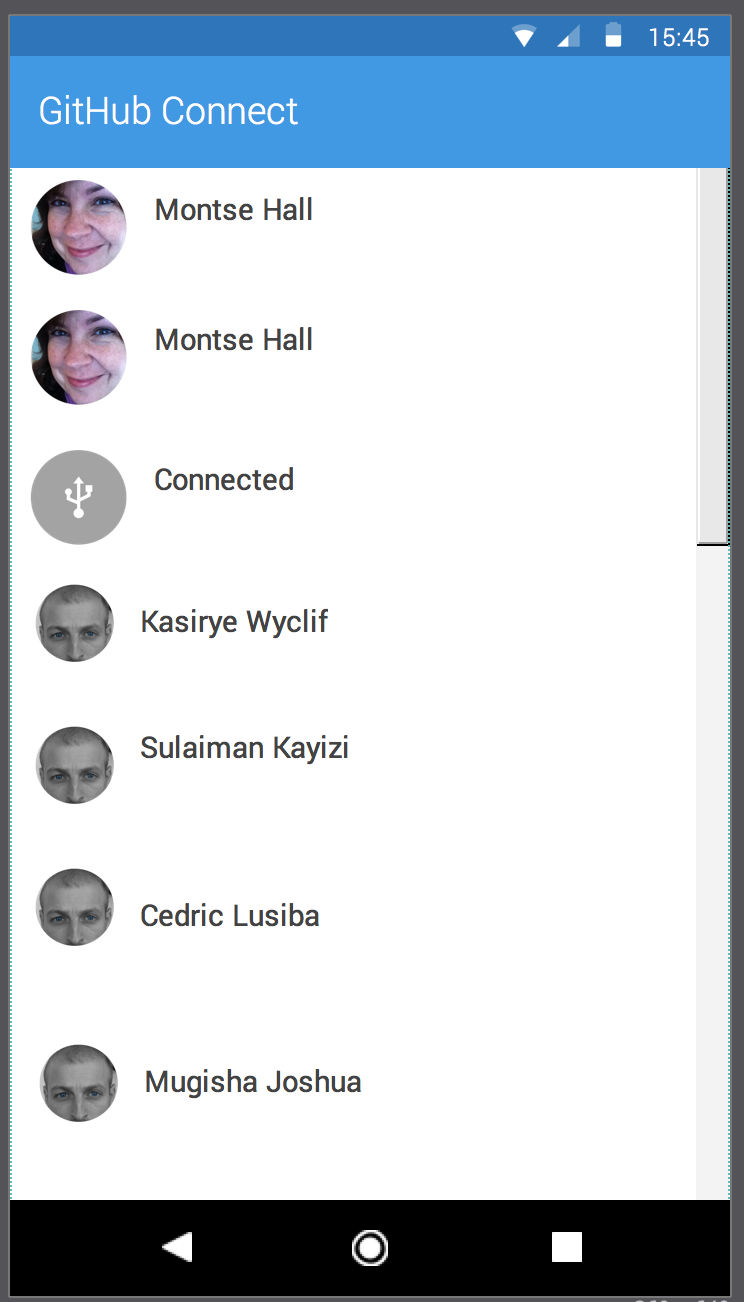 15:45
GitHub Connect
Montse Hall
Montse Hall
Connected
Kasirye Wyclif
Sulaiman Kayizi
Cedric Lusiba
Mugisha Joshua